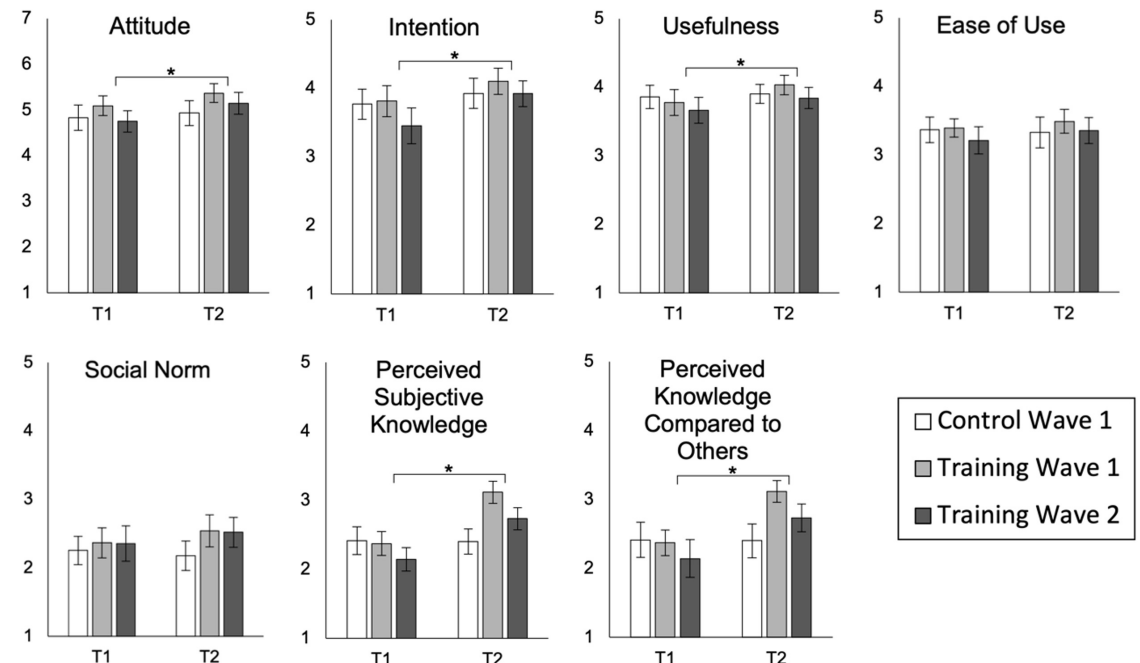 Attitude
7
6
5
4
3
2
1
*
T1 T2
Intention
5
4
3
2
1
*
T1 T2
Usefulness
5
4
3
2
1
*
T1 T2
Ease of Use
5
4
3
2
1
T1 T2
Social Norm
5
4
3
2
1
T1 T2
Perceived
Subjective
Knowledge
5
4
3
2
1
*
T1 T2
Perceived
Knowledge
Compared to
Others
5
4
3
2
1
*
T1 T2
Control Wave 1
Training Wave 1
Training Wave 2